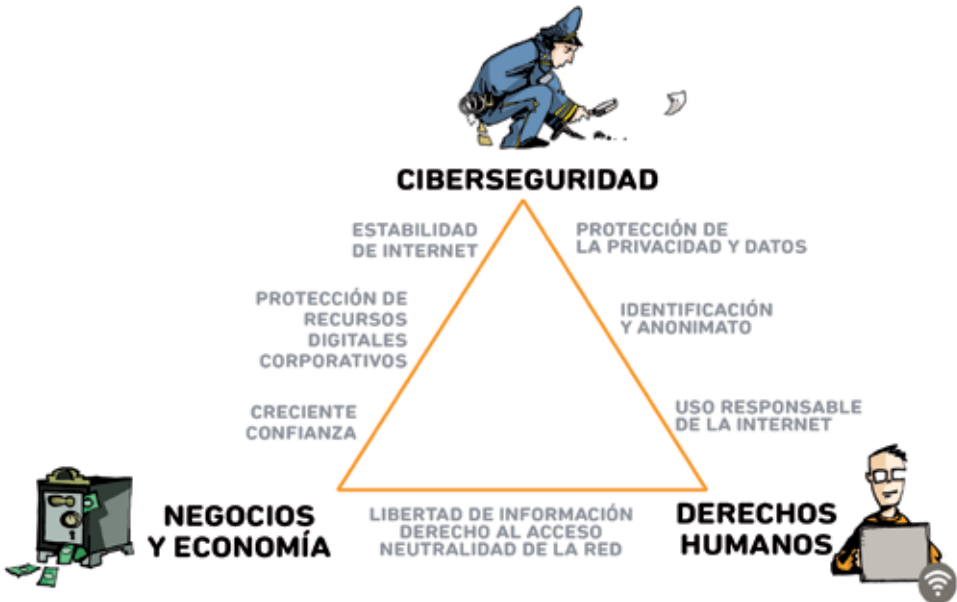 CIBERSEGURIDAD
ESTABILIDAD
DE INTERNET
PROTECCIÓN DE
LA PRIVACIDAD Y DATOS
PROTECCIÓN DE
RECURSOS
DIGITALES
CORPORATIVOS
IDENTIFICACIÓN
Y ANONIMATO
CRECIENTE
CONFIANZA
USO RESPONSABLE
DE LA INTERNET
NEGOCIOS
Y ECONOMÍA
LIBERTAD DE INFORMACIÓN
DERECHO AL ACCESO
NEUTRALIDAD DE LA RED
DERECHOS
HUMANOS